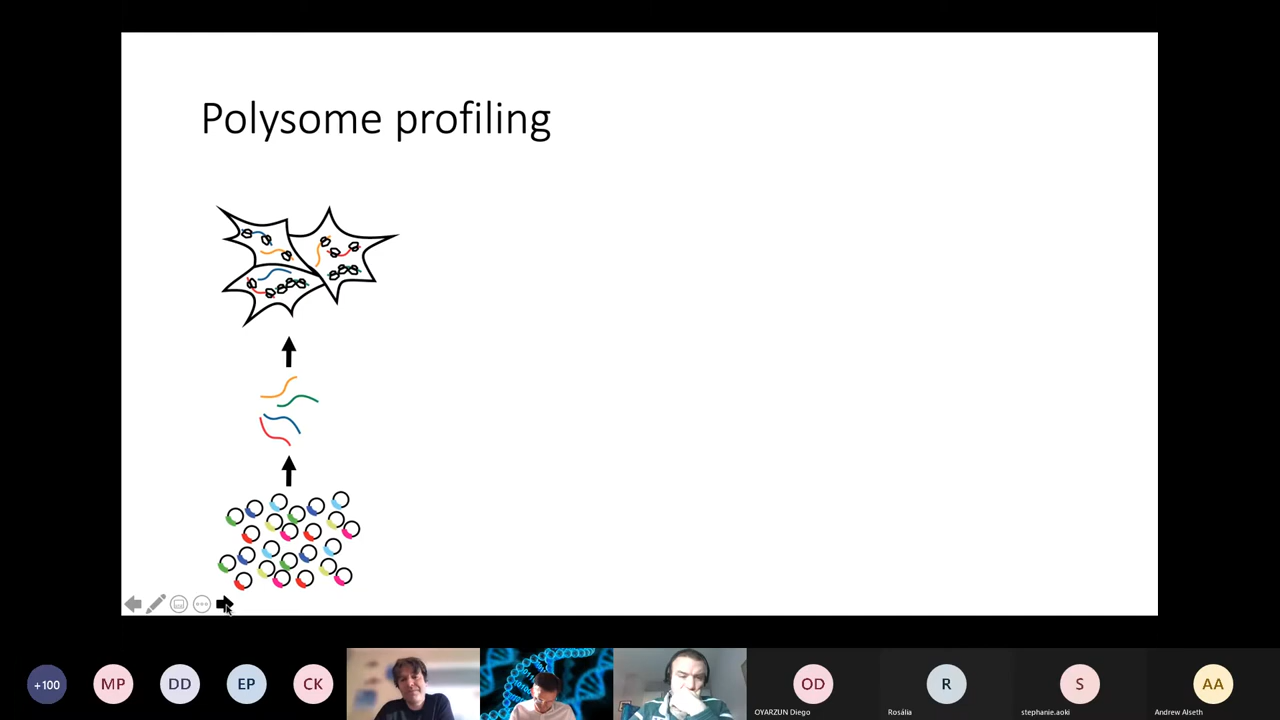 Polysome profiling
+100
MP
DD
EP
CK
OD
R
S
AA
OYARZUN Diego
Rosália
stephanie.aoki
Andrew Alseth